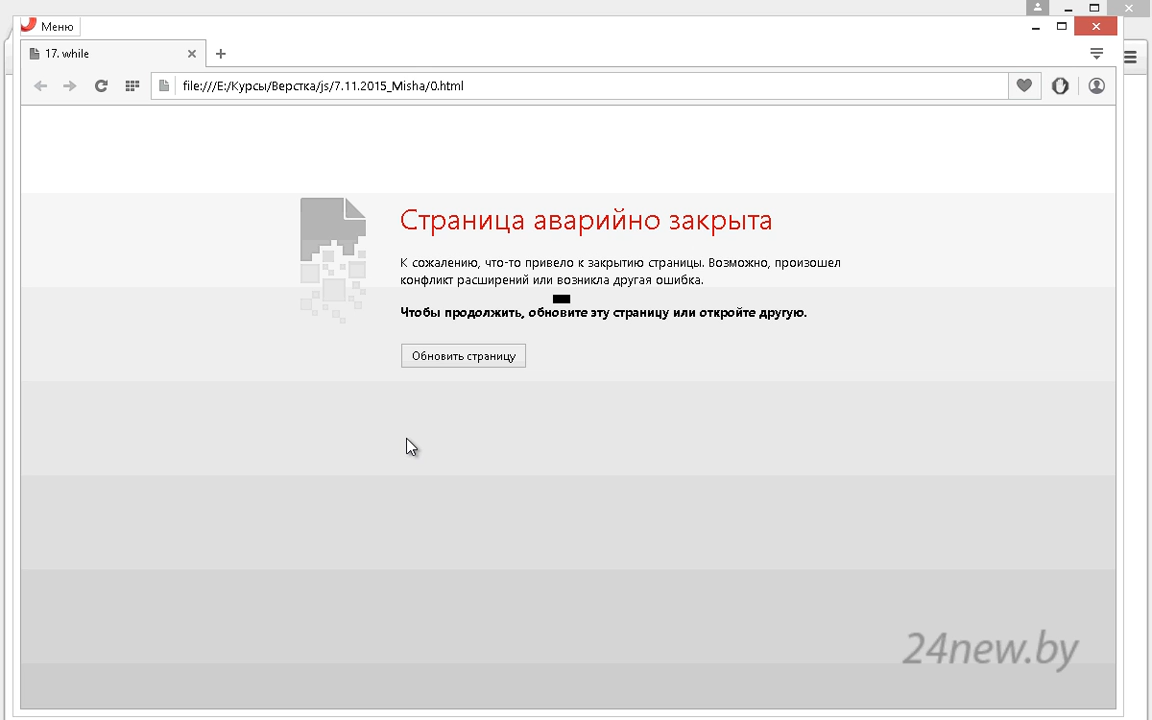 Меню
17. while
file:///E:/Курсы/Верстка/js/7.11.2015_Misha/0.html
Страница аварийно закрыта
К сожалению, что-то привело к закрытию страницы. Возможно, произошел
конфликт расширений или возникла другая ошибка.
Чтобы продолжить, обновите эту страницу или откройте другую.
Обновить страницу
24new.by